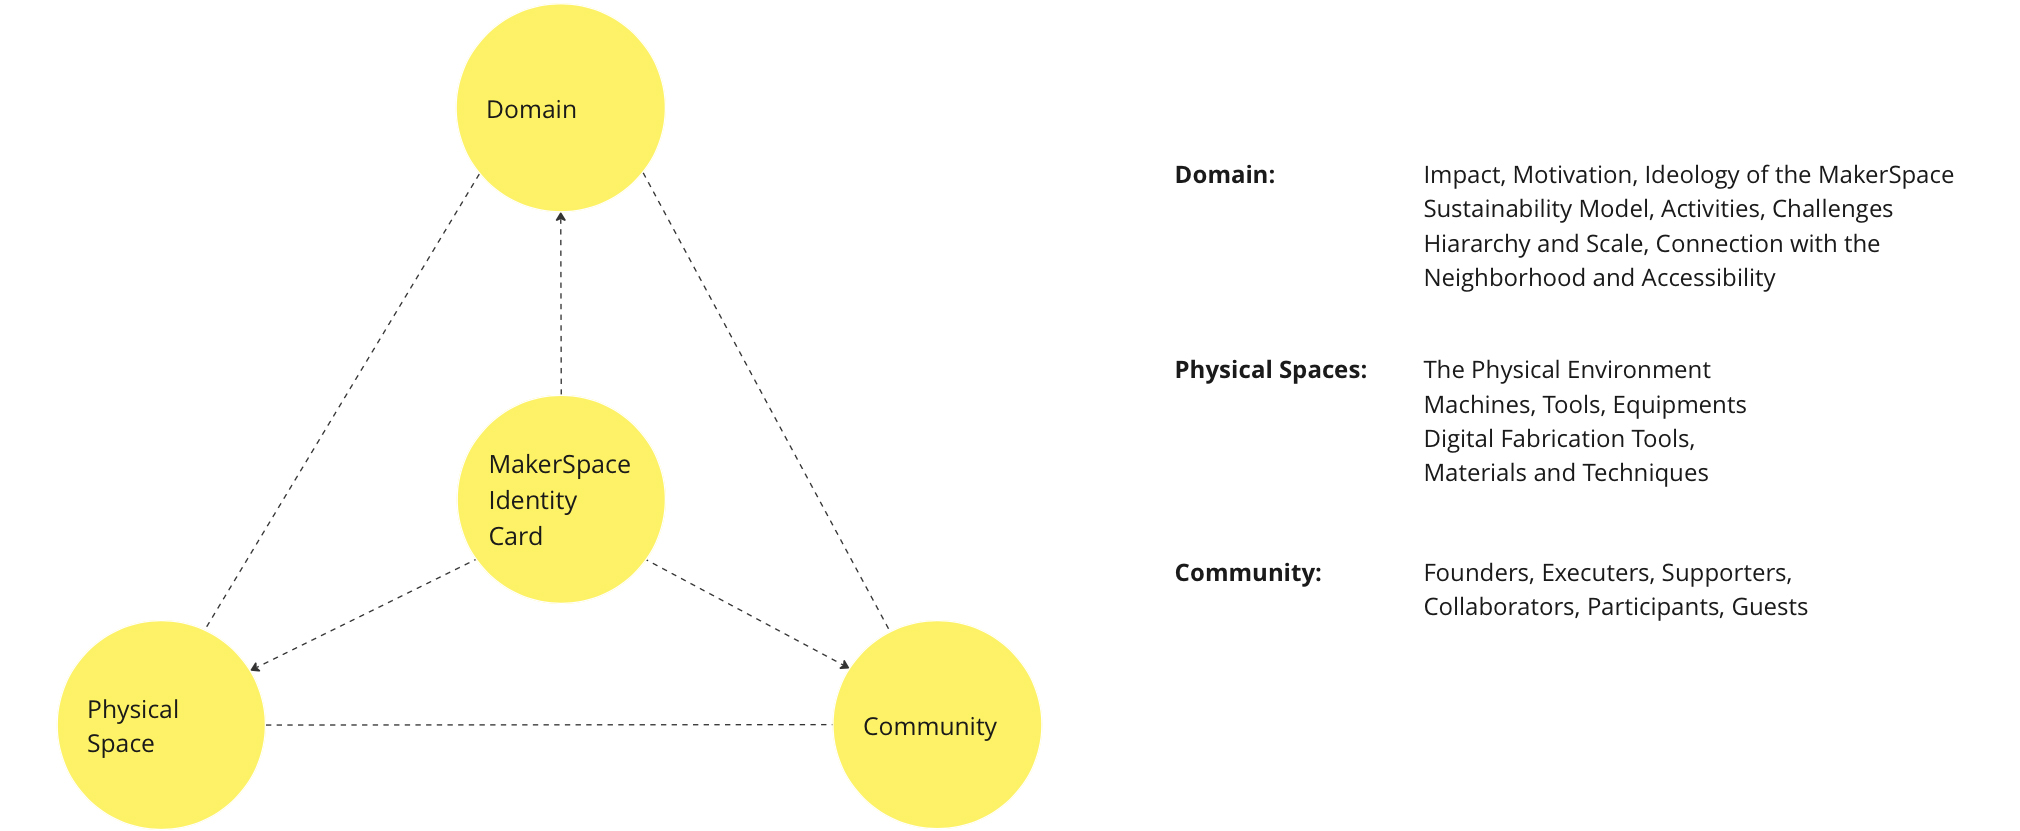 Domain
MakerSpace
Identity
Card
Physical
Space
Community
Domain:
Impact, Motivation, Ideology of the MakerSpace
Sustainability Model, Activities, Challenges
Hiararchy and Scale, Connection with the
Neighborhood and Accessibility
Physical Spaces:
The Physical Environment
Machines, Tools, Equipments
Digital Fabrication Tools,
Materials and Techniques
Community:
Founders, Executers, Supporters,
Collaborators, Participants, Guests